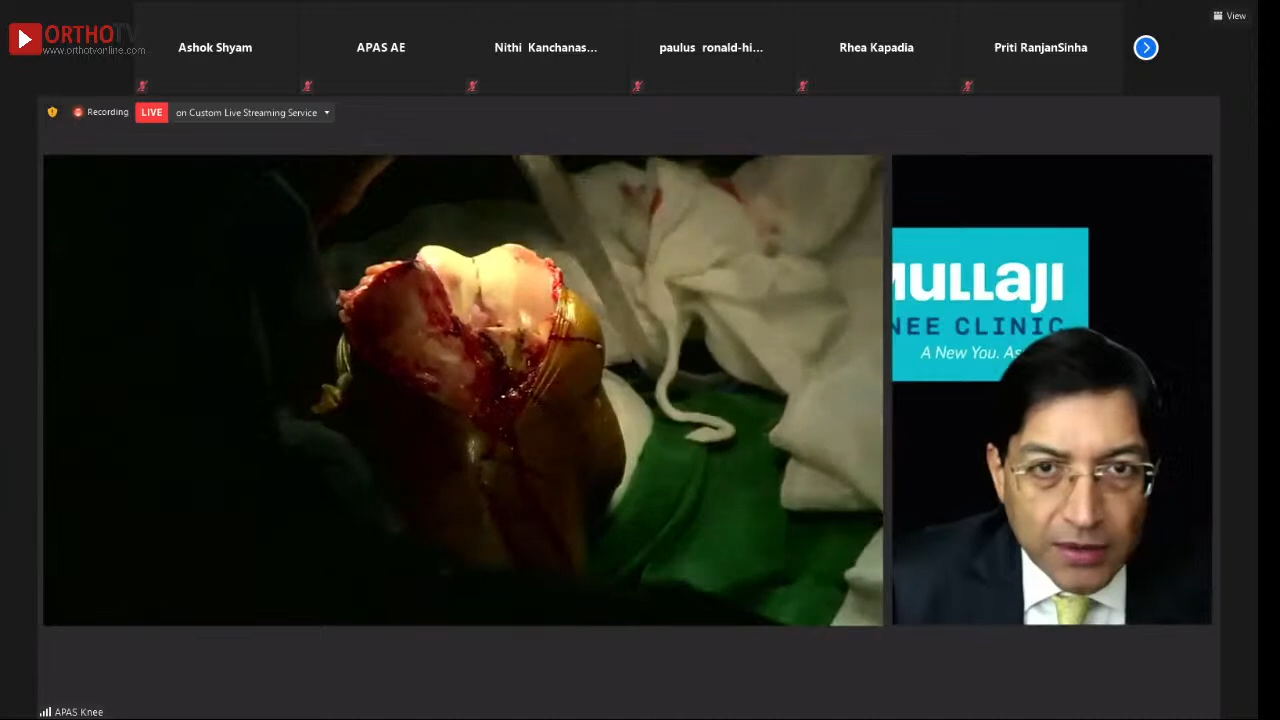 ORTHOTV
www.orthotvonline.com
Ashok Shyam
APAS AE
Nithi Kanchanas...
paulus ronald-hi...
Rhea Kapadia
Priti RanjanSinha
View
Recording
LIVE
on Custom Live Streaming Service
MULLAJI
NEE CLINIC
A New You. As
APAS Knee